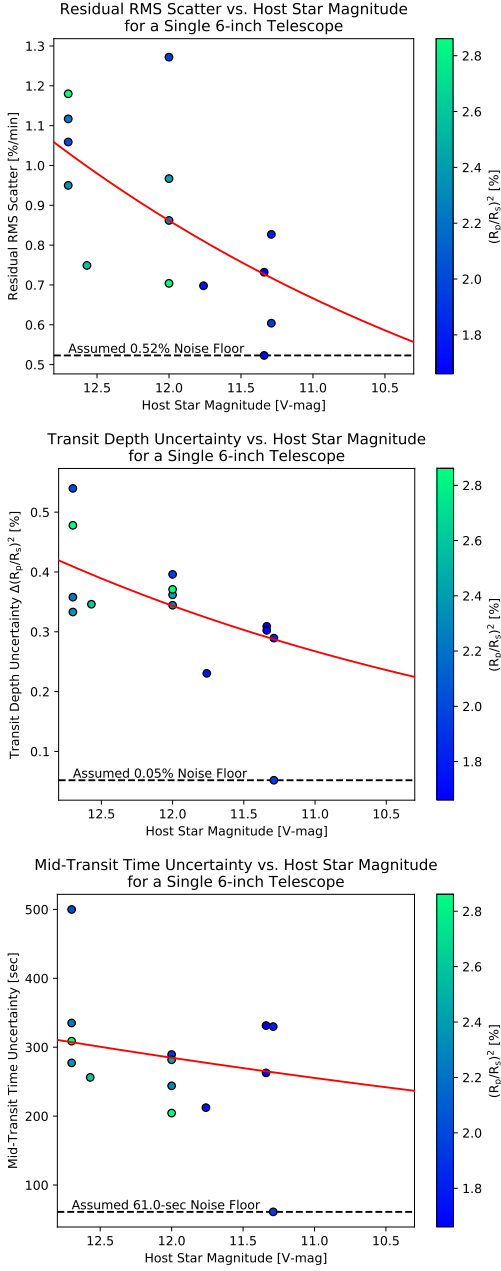 Residual RMS Scatter vs. Host Star Magnitude
for a Single 6-inch Telescope
1.3
1.2
1.1
1.0
0.9
0.8
0.7
0.6
0.5
Residual RMS Scatter [%/min]
Assumed 0.52% Noise Floor
12.5 12.0 11.5 11.0 10.5
Host Star Magnitude [V-mag]
2.8
2.6
2.4
2.2
2.0
1.8
(Rₚ/Rₛ)² [%]
Transit Depth Uncertainty vs. Host Star Magnitude
for a Single 6-inch Telescope
0.5
0.4
0.3
0.2
0.1
Transit Depth Uncertainty Δ(Rₚ/Rₛ)² [%]
Assumed 0.05% Noise Floor
12.5 12.0 11.5 11.0 10.5
Host Star Magnitude [V-mag]
2.8
2.6
2.4
2.2
2.0
1.8
(Rₚ/Rₛ)² [%]
Mid-Transit Time Uncertainty vs. Host Star Magnitude
for a Single 6-inch Telescope
500
400
300
200
100
Mid-Transit Time Uncertainty [sec]
Assumed 61.0-sec Noise Floor
12.5 12.0 11.5 11.0 10.5
Host Star Magnitude [V-mag]
2.8
2.6
2.4
2.2
2.0
1.8
(Rₚ/Rₛ)² [%]